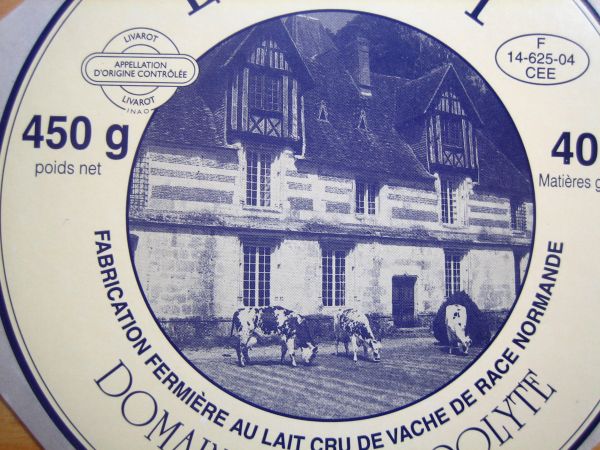 LIVAROT
APPELLATION
D'ORIGINE CONTRÔLÉE
LIVAROT
INAO
F
14-625-04
CEE
450 g
poids net
40
Matières g
FABRICATION FERMIÈRE AU LAIT CRU DE VACHE DE RACE NORMANDE